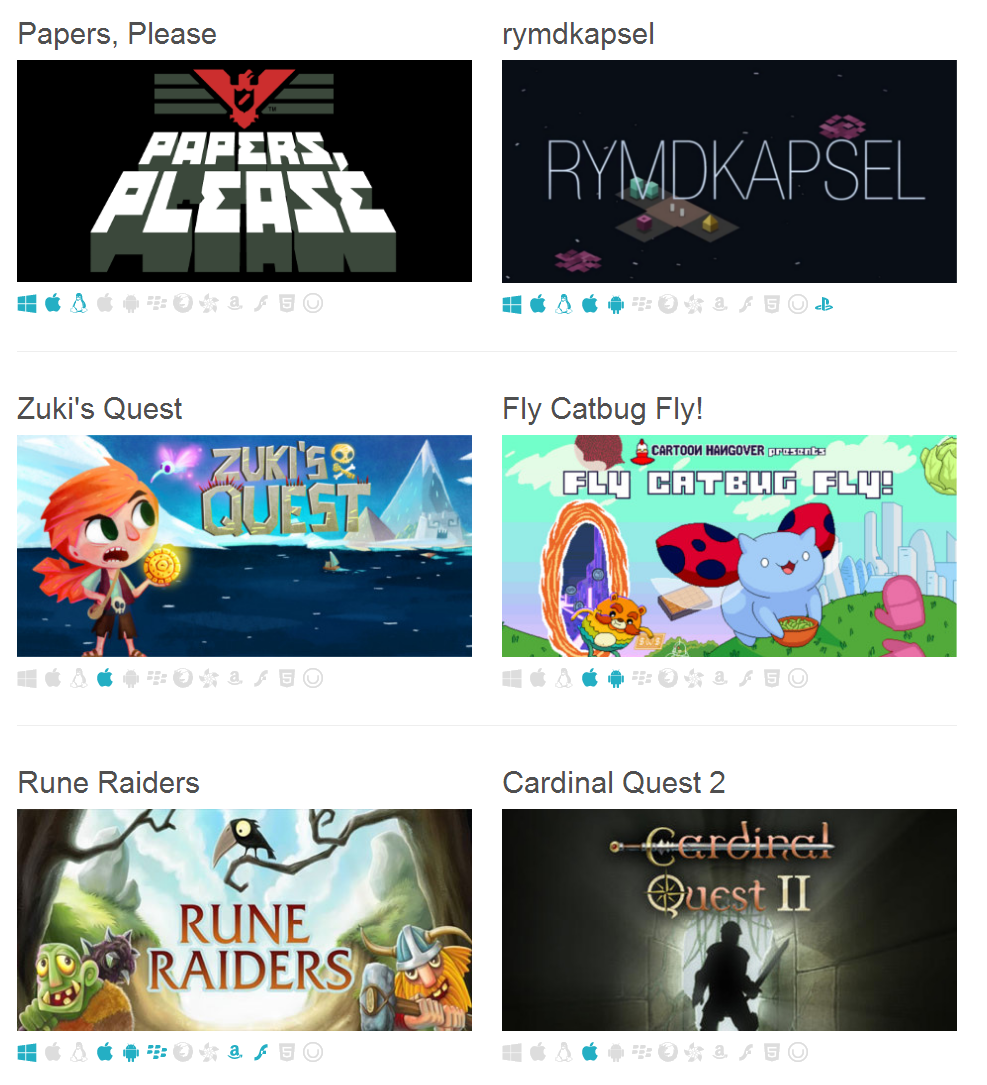 Papers, Please
rymdkapsel
PAPERS,
PLEASE
TM
RYMDKAPSEL
Zuki's Quest
Fly Catbug Fly!
ZUKI'S
QUEST
CARTOON HANGOVER presents
FLY CATBUG FLY!
Rune Raiders
Cardinal Quest 2
RUNE
RAIDERS
Cardinal
Quest II